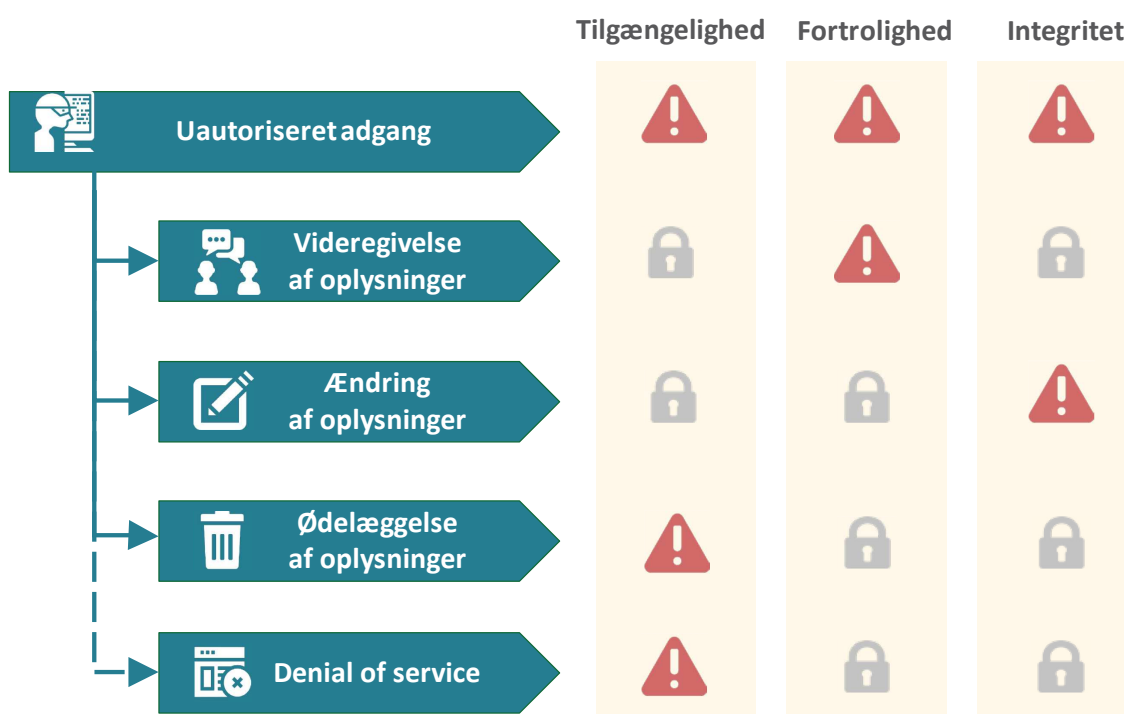 Tilgængelighed Fortrolighed Integritet
Uautoriseret adgang
Videregivelse
af oplysninger
Ændring
af oplysninger
Ødelæggelse
af oplysninger
Denial of service